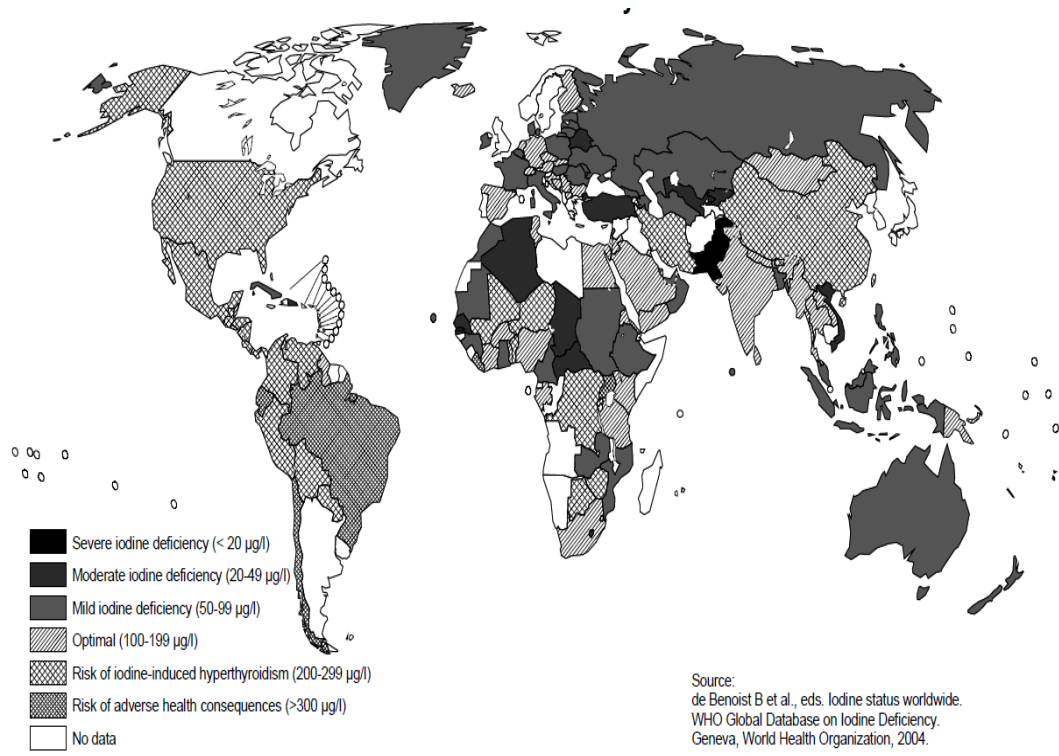 Severe iodine deficiency (< 20 µg/l)
Moderate iodine deficiency (20-49 µg/l)
Mild iodine deficiency (50-99 µg/l)
Optimal (100-199 µg/l)
Risk of iodine-induced hyperthyroidism (200-299 µg/l)
Risk of adverse health consequences (>300 µg/l)
No data
Source:
de Benoist B et al., eds. Iodine status worldwide.
WHO Global Database on Iodine Deficiency.
Geneva, World Health Organization, 2004.